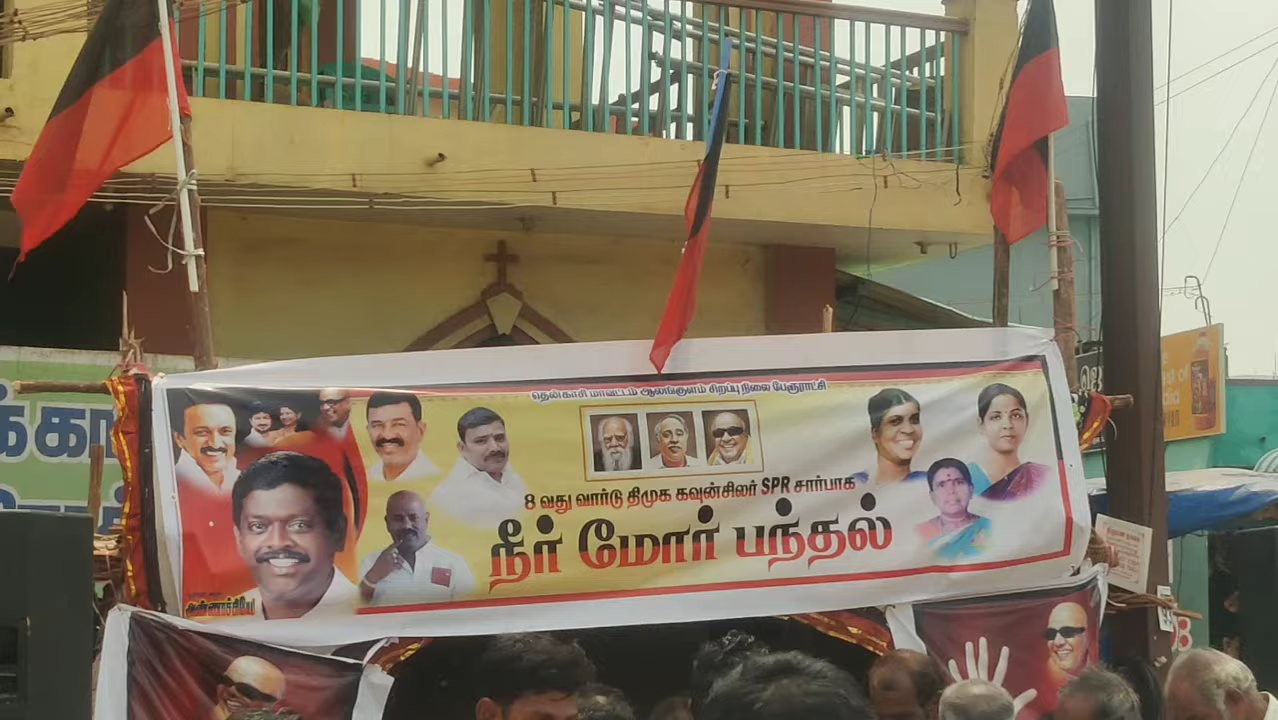 தென்காசி மாவட்டம் ஆலங்குளம் சிறப்பு நிலை பேரூராட்சி
8 வது வார்டு திமுக கவுன்சிலர் SPR சார்பாக
நீர் மோர் பந்தல்